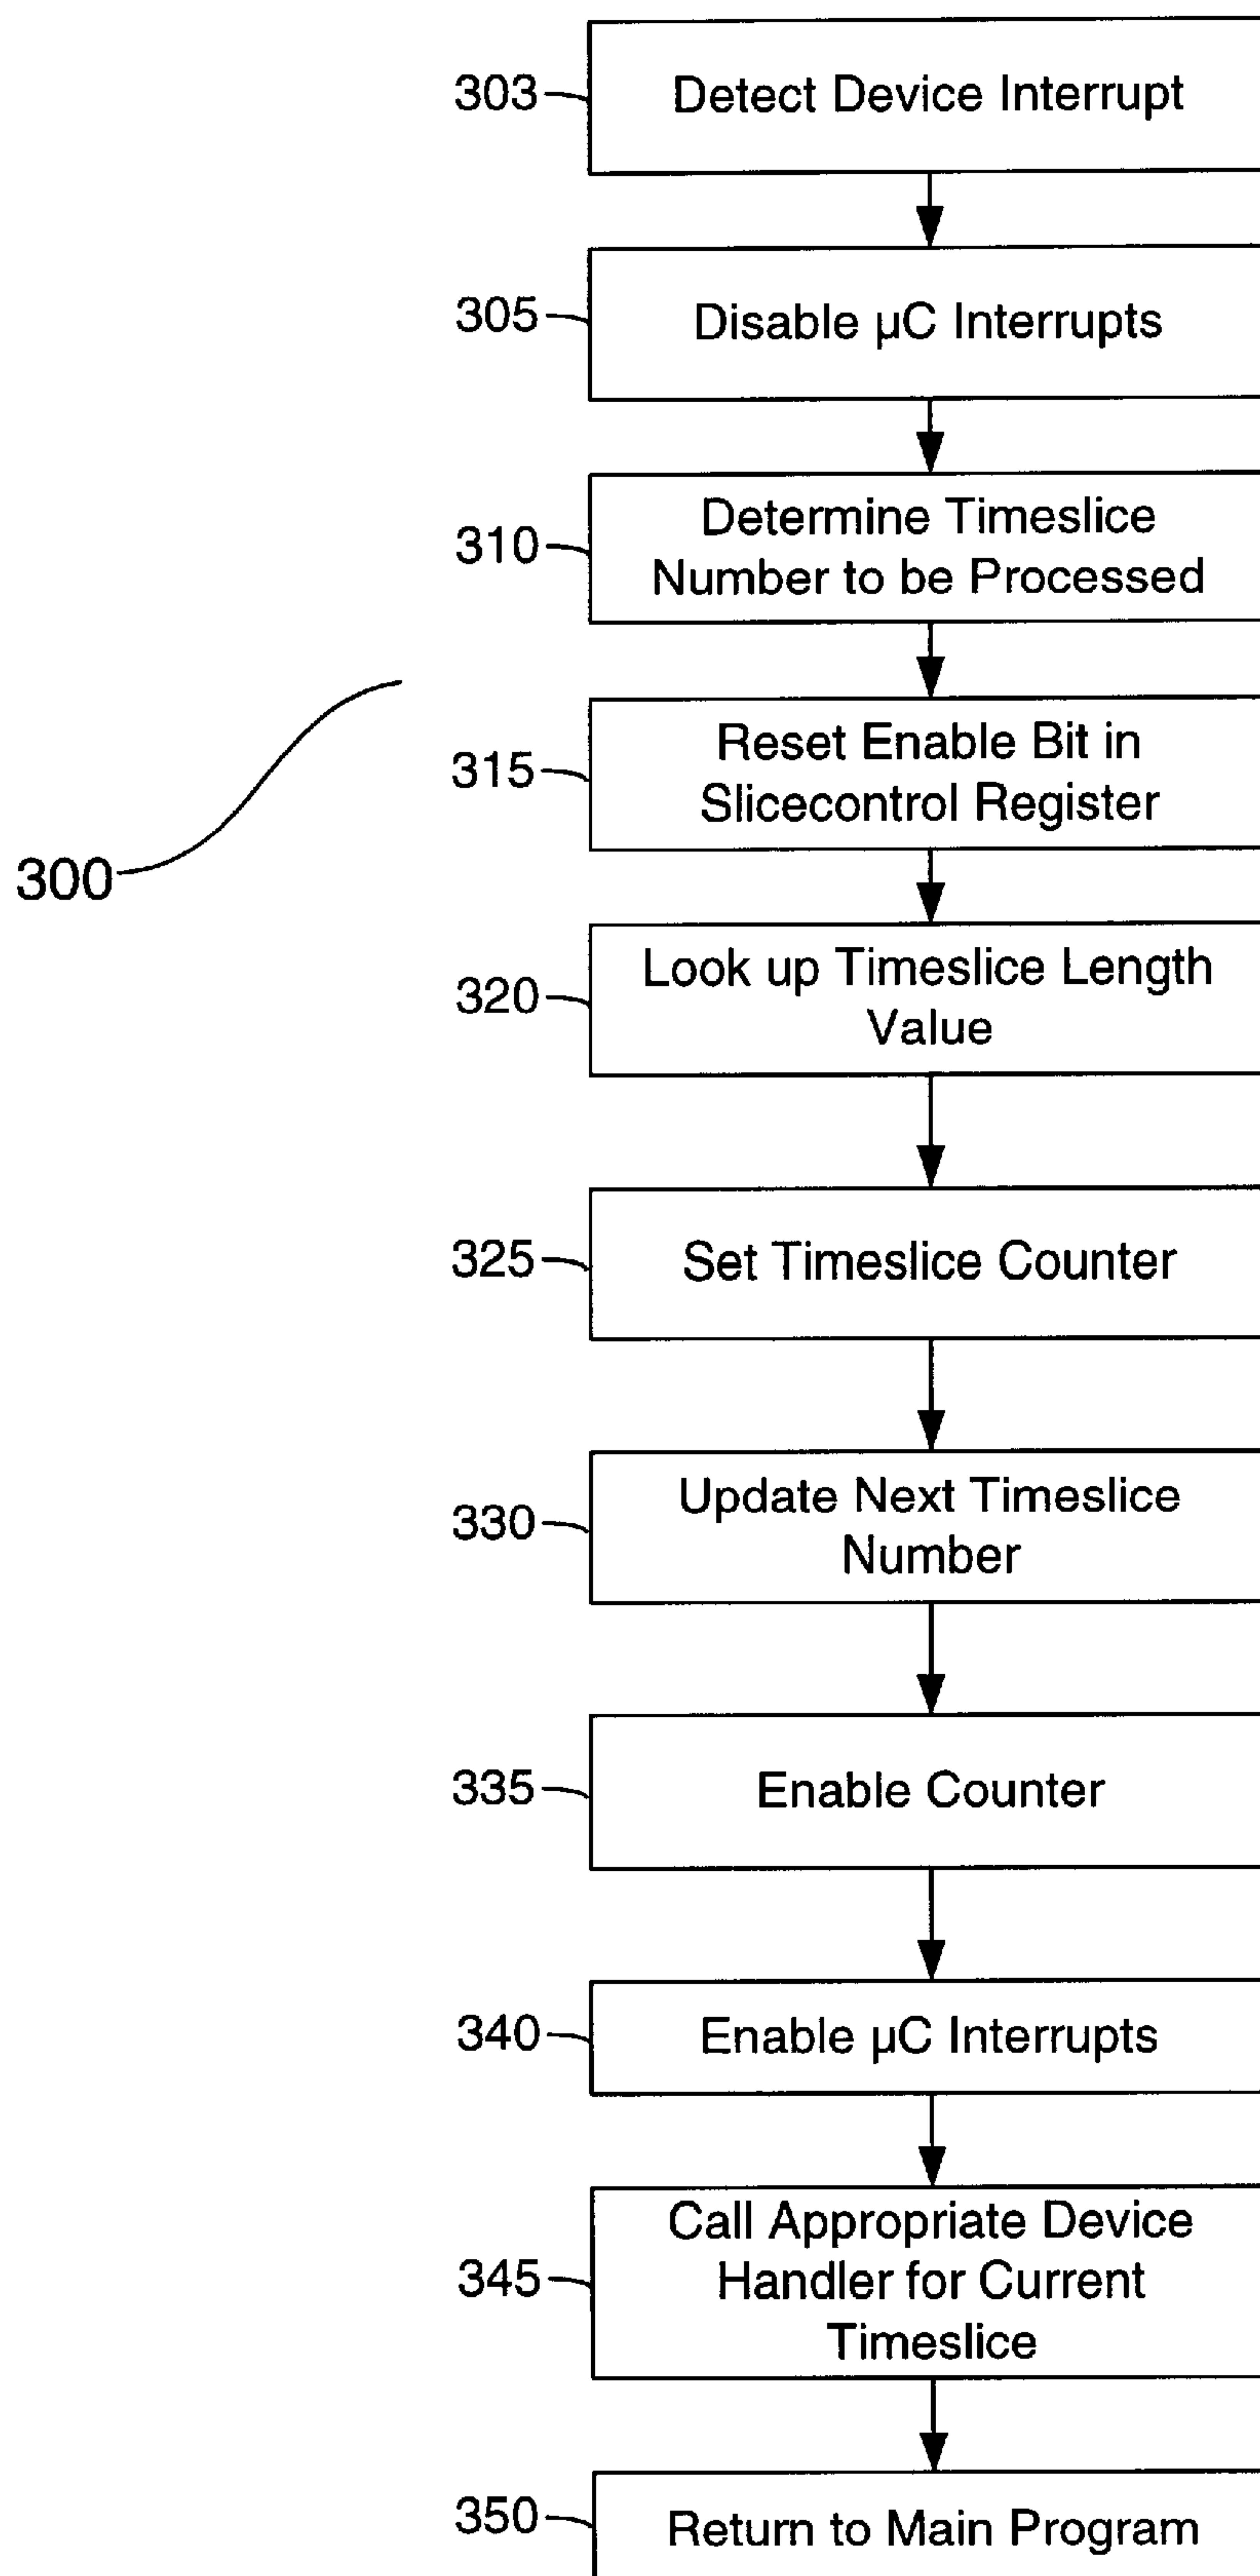 303
Detect Device Interrupt
305
Disable µC Interrupts
310
Determine Timeslice
Number to be Processed
315
Reset Enable Bit in
Slicecontrol Register
300
320
Look up Timeslice Length
Value
325
Set Timeslice Counter
330
Update Next Timeslice
Number
335
Enable Counter
340
Enable µC Interrupts
345
Call Appropriate Device
Handler for Current
Timeslice
350
Return to Main Program